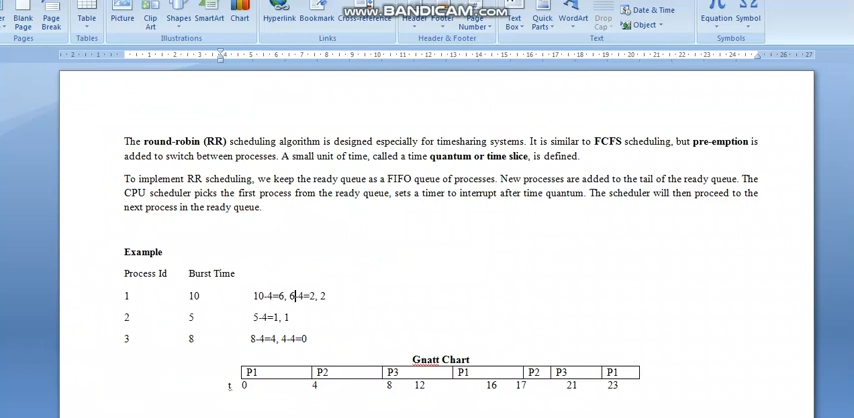 www.BANDICAM.com
Blank Page
Page Break
Table
Picture
Clip Art
Shapes
SmartArt
Chart
Hyperlink
Bookmark
Cross-reference
Header
Footer
Page Number
Text Box
Quick Parts
WordArt
Drop Cap
Date & Time
Object
Equation
Symbol
Pages
Tables
Illustrations
Links
Header & Footer
Text
Symbols
The round-robin (RR) scheduling algorithm is designed especially for timesharing systems. It is similar to FCFS scheduling, but pre-emption is
added to switch between processes. A small unit of time, called a time quantum or time slice, is defined.
To implement RR scheduling, we keep the ready queue as a FIFO queue of processes. New processes are added to the tail of the ready queue. The
CPU scheduler picks the first process from the ready queue, sets a timer to interrupt after time quantum. The scheduler will then proceed to the
next process in the ready queue.
Example
Process Id Burst Time
1 10 10-4=6, 6-4=2, 2
2 5 5-4=1, 1
3 8 8-4=4, 4-4=0
Gnatt Chart
P1 P2 P3 P1 P2 P3 P1
t 0 4 8 12 16 17 21 23